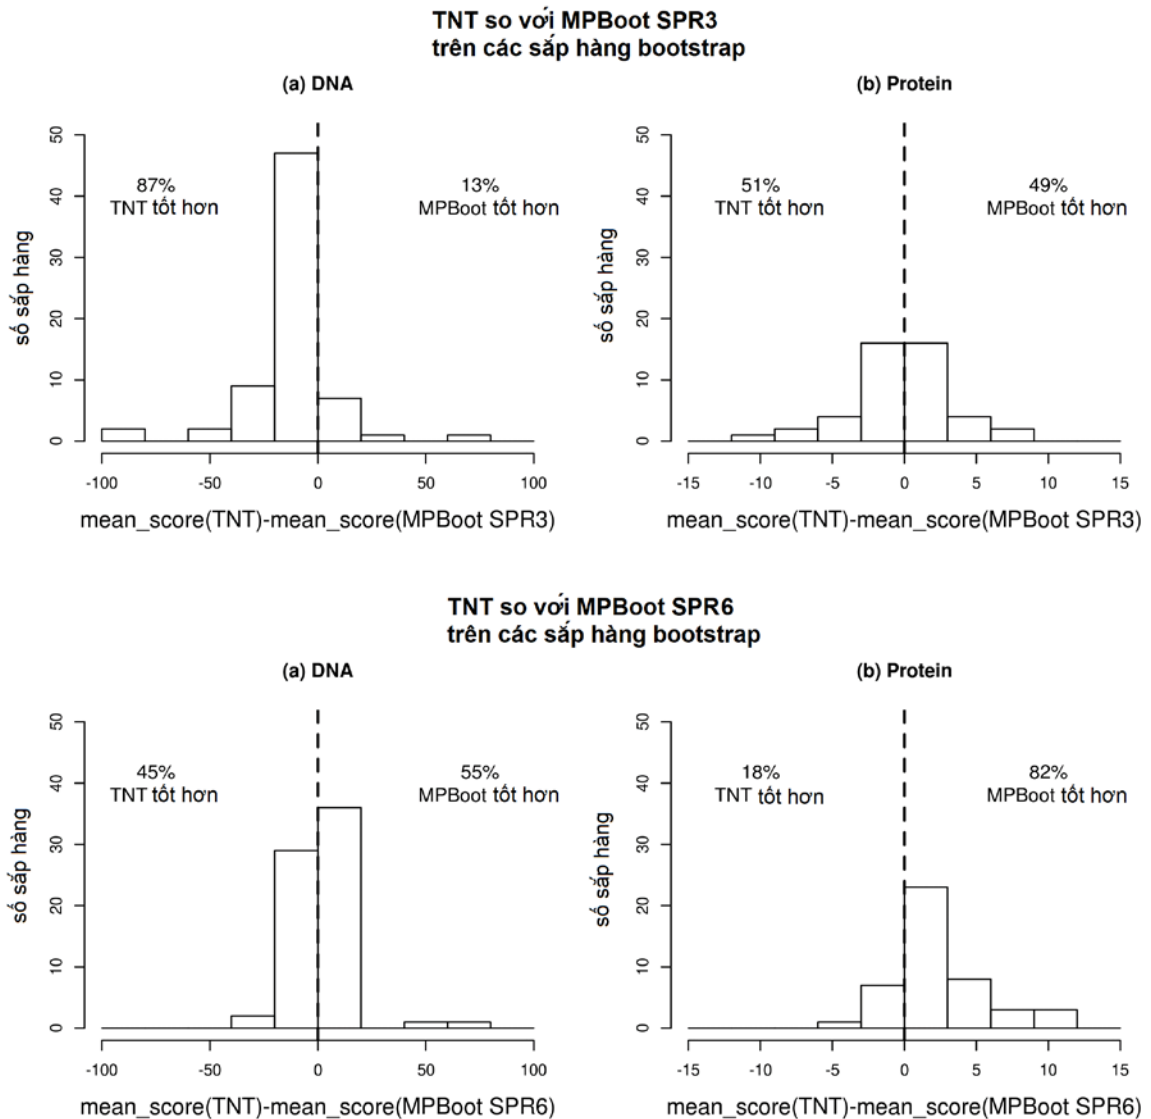 TNT so với MPBoot SPR3
trên các sắp hàng bootstrap
(a) DNA
50
40
30
20
10
0
số sắp hàng
87%
TNT tốt hơn
13%
MPBoot tốt hơn
-100 -50 0 50 100
mean_score(TNT)-mean_score(MPBoot SPR3)
(b) Protein
50
40
30
20
10
0
số sắp hàng
51%
TNT tốt hơn
49%
MPBoot tốt hơn
-15 -10 -5 0 5 10 15
mean_score(TNT)-mean_score(MPBoot SPR3)
TNT so với MPBoot SPR6
trên các sắp hàng bootstrap
(a) DNA
50
40
30
20
10
0
số sắp hàng
45%
TNT tốt hơn
55%
MPBoot tốt hơn
-100 -50 0 50 100
mean_score(TNT)-mean_score(MPBoot SPR6)
(b) Protein
50
40
30
20
10
0
số sắp hàng
18%
TNT tốt hơn
82%
MPBoot tốt hơn
-15 -10 -5 0 5 10 15
mean_score(TNT)-mean_score(MPBoot SPR6)